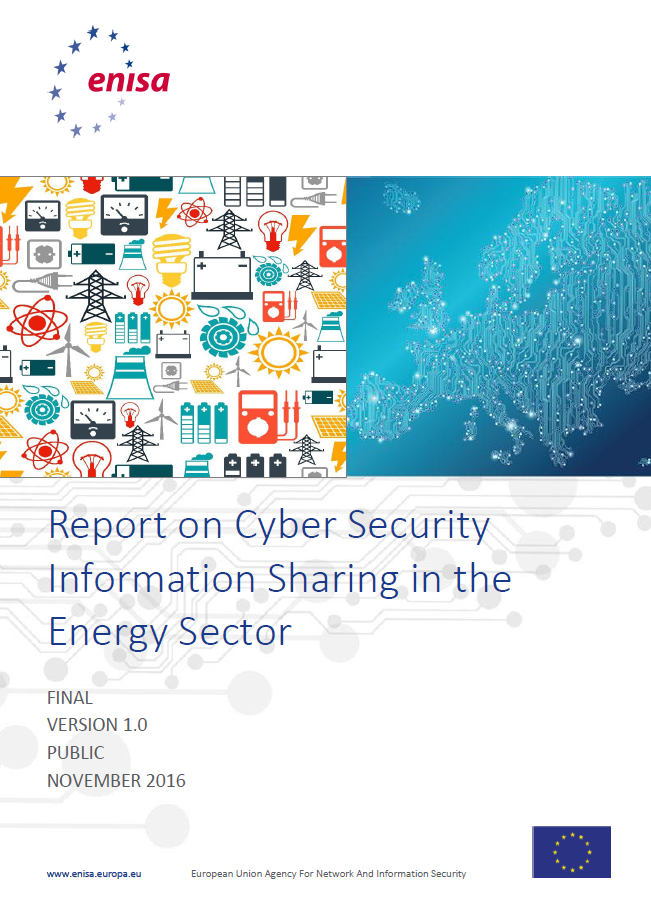 enisa
Report on Cyber Security
Information Sharing in the
Energy Sector
FINAL
VERSION 1.0
PUBLIC
NOVEMBER 2016
www.enisa.europa.eu
European Union Agency For Network And Information Security